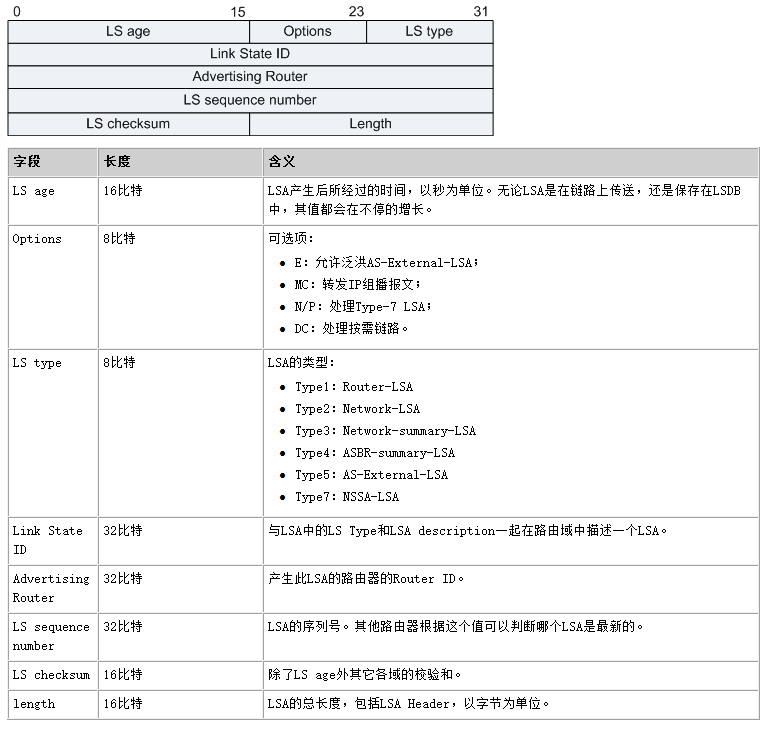 0 15 23 31
LS age Options LS type
Link State ID
Advertising Router
LS sequence number
LS checksum Length
字段 长度 含义
LS age 16比特 LSA产生后所经过的时间，以秒为单位。无论LSA是在链路上传送，还是保存在LSDB
中，其值都会在不停的增长。
Options 8比特 可选项：
● E：允许泛洪AS-External-LSA；
● MC：转发IP组播报文；
● N/P：处理Type-7 LSA；
● DC：处理按需链路。
LS type 8比特 LSA的类型：
● Type1：Router-LSA
● Type2：Network-LSA
● Type3：Network-summary-LSA
● Type4：ASBR-summary-LSA
● Type5：AS-External-LSA
● Type7：NSSA-LSA
Link State 32比特 与LSA中的LS Type和LSA description一起在路由域中描述一个LSA。
ID
Advertising 32比特 产生此LSA的路由器的Router ID。
Router
LS sequence 32比特 LSA的序列号。其他路由器根据这个值可以判断哪个LSA是最新的。
number
LS checksum 16比特 除了LS age外其它各域的校验和。
length 16比特 LSA的总长度，包括LSA Header，以字节为单位。